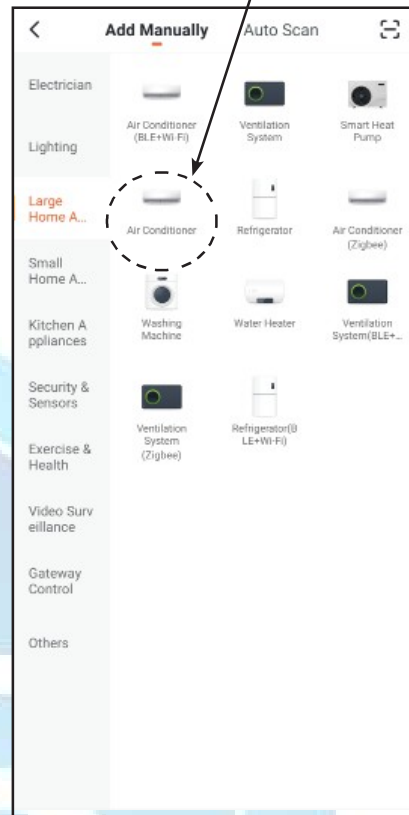 Add Manually
Auto Scan
Electrician
Lighting
Large
Home A...
Small
Home A...
Kitchen A
ppliances
Security &
Sensors
Exercise &
Health
Video Surv
eillance
Gateway
Control
Others
Air Conditioner
(BLE+Wi-Fi)
Ventilation
System
Smart Heat
Pump
Air Conditioner
Refrigerator
Air Conditioner
(Zigbee)
Washing
Machine
Water Heater
Ventilation
System(BLE+...
Ventilation
System
(Zigbee)
Refrigerator(B
LE+Wi-Fi)